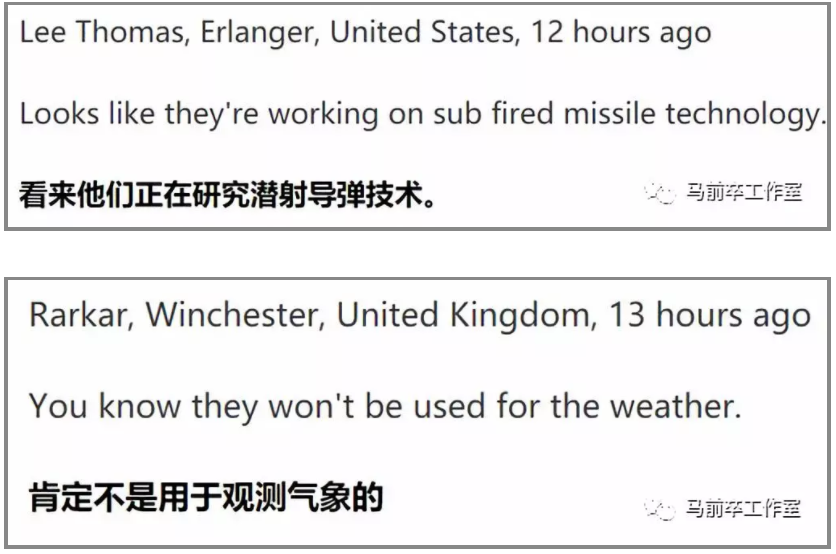 Lee Thomas, Erlanger, United States, 12 hours ago
Looks like they're working on sub fired missile technology.
看来他们正在研究潜射导弹技术。
马前卒工作室
Rarkar, Winchester, United Kingdom, 13 hours ago
You know they won't be used for the weather.
肯定不是用于观测气象的
马前卒工作室